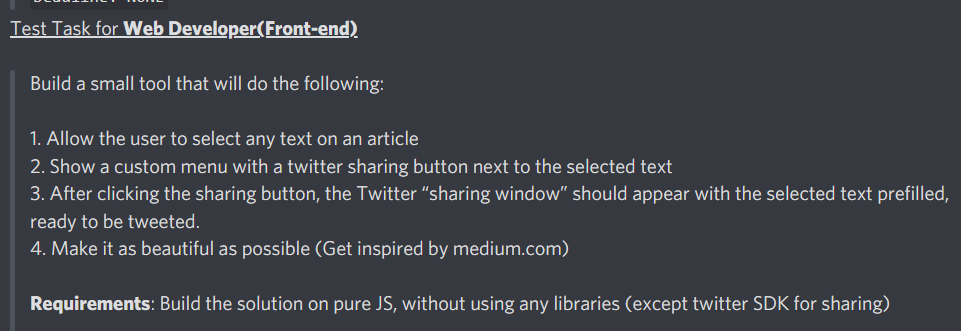 Test Task for Web Developer(Front-end)
Build a small tool that will do the following:
1. Allow the user to select any text on an article
2. Show a custom menu with a twitter sharing button next to the selected text
3. After clicking the sharing button, the Twitter “sharing window” should appear with the selected text prefilled,
ready to be tweeted.
4. Make it as beautiful as possible (Get inspired by medium.com)
Requirements: Build the solution on pure JS, without using any libraries (except twitter SDK for sharing)